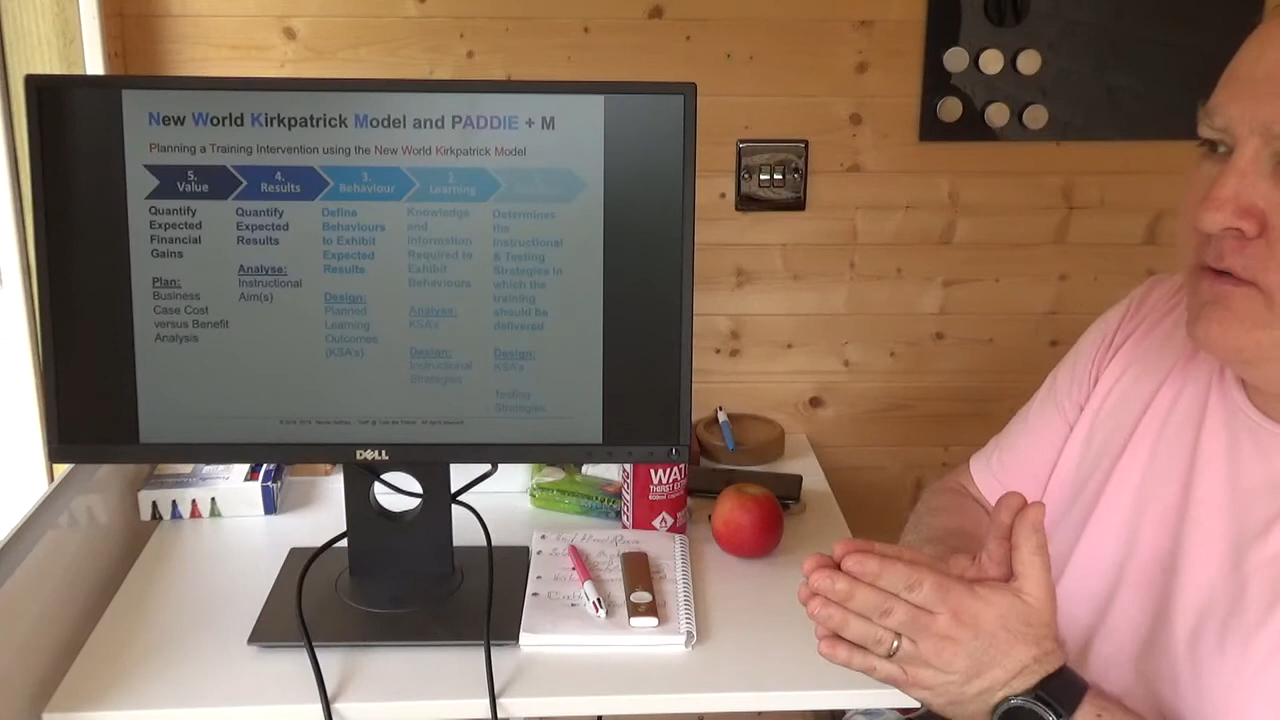 New World Kirkpatrick Model and PADDIE + M
Planning a Training Intervention using the New World Kirkpatrick Model
5.
Value
4.
Results
3.
Behaviour
2.
Learning
Quantify
Expected
Financial
Gains
Plan:
Business
Case Cost
versus Benefit
Analysis
Quantify
Expected
Results
Analyse:
Instructional
Aim(s)
Define
Behaviours
to Exhibit
Expected
Results
Design:
Planned
Learning
Outcomes
(KSA's)
Knowledge
and
Information
Required to
Exhibit
Behaviours
Analyse:
KSA's
Design:
Instructional
Strategies
Determines
the
Instructional
& Testing
Strategies in
which the
training
should be
delivered
Design:
KSA's
Testing
Strategies
DELL
WAT
THIRST EXT
600ml